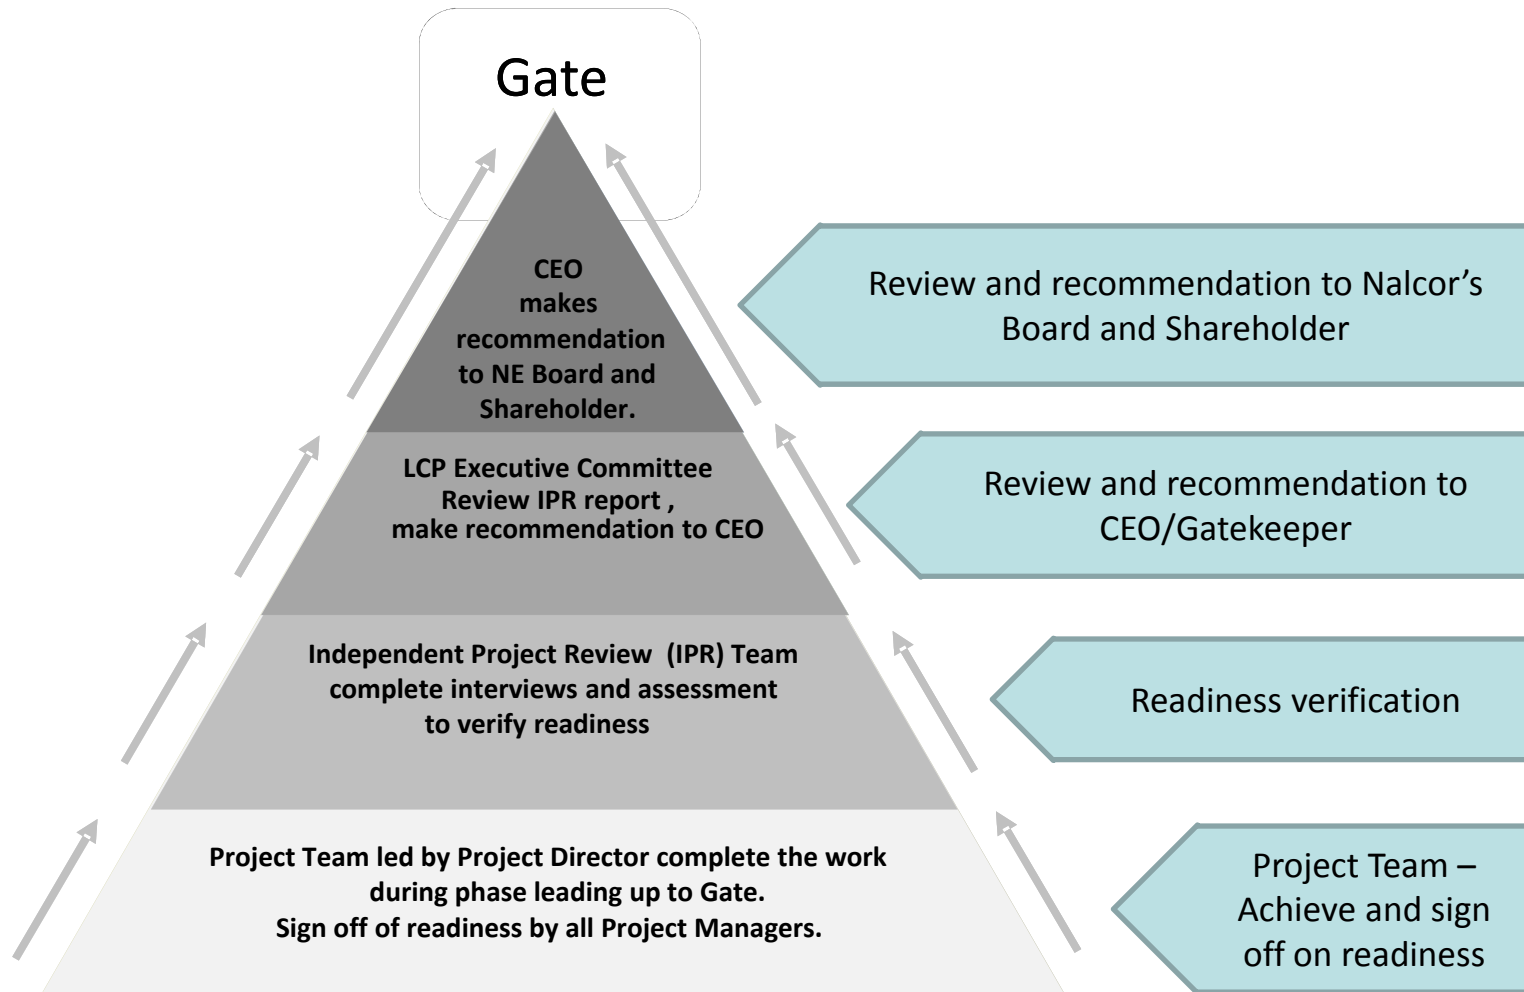 Gate
CEO
makes
recommendation
to NE Board and
Shareholder.
Review and recommendation to Nalcor’s
Board and Shareholder
LCP Executive Committee
Review IPR report ,
make recommendation to CEO
Review and recommendation to
CEO/Gatekeeper
Independent Project Review  (IPR) Team
complete interviews and assessment
to verify readiness
Readiness verification
Project Team led by Project Director complete the work
during phase leading up to Gate.
Sign off of readiness by all Project Managers.
Project Team –
Achieve and sign
off on readiness